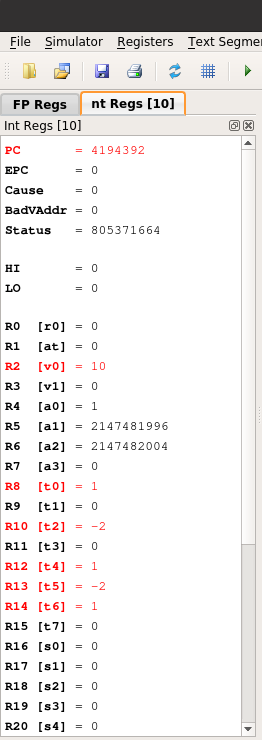 File Simulator Registers Text Segme
FP Regs nt Regs [10]
Int Regs [10]
PC = 4194392
EPC = 0
Cause = 0
BadVAddr = 0
Status = 805371664
HI = 0
LO = 0
R0 [r0] = 0
R1 [at] = 0
R2 [v0] = 10
R3 [v1] = 0
R4 [a0] = 1
R5 [a1] = 2147481996
R6 [a2] = 2147482004
R7 [a3] = 0
R8 [t0] = 1
R9 [t1] = 0
R10 [t2] = -2
R11 [t3] = 0
R12 [t4] = 1
R13 [t5] = -2
R14 [t6] = 1
R15 [t7] = 0
R16 [s0] = 0
R17 [s1] = 0
R18 [s2] = 0
R19 [s3] = 0
R20 [s4] = 0